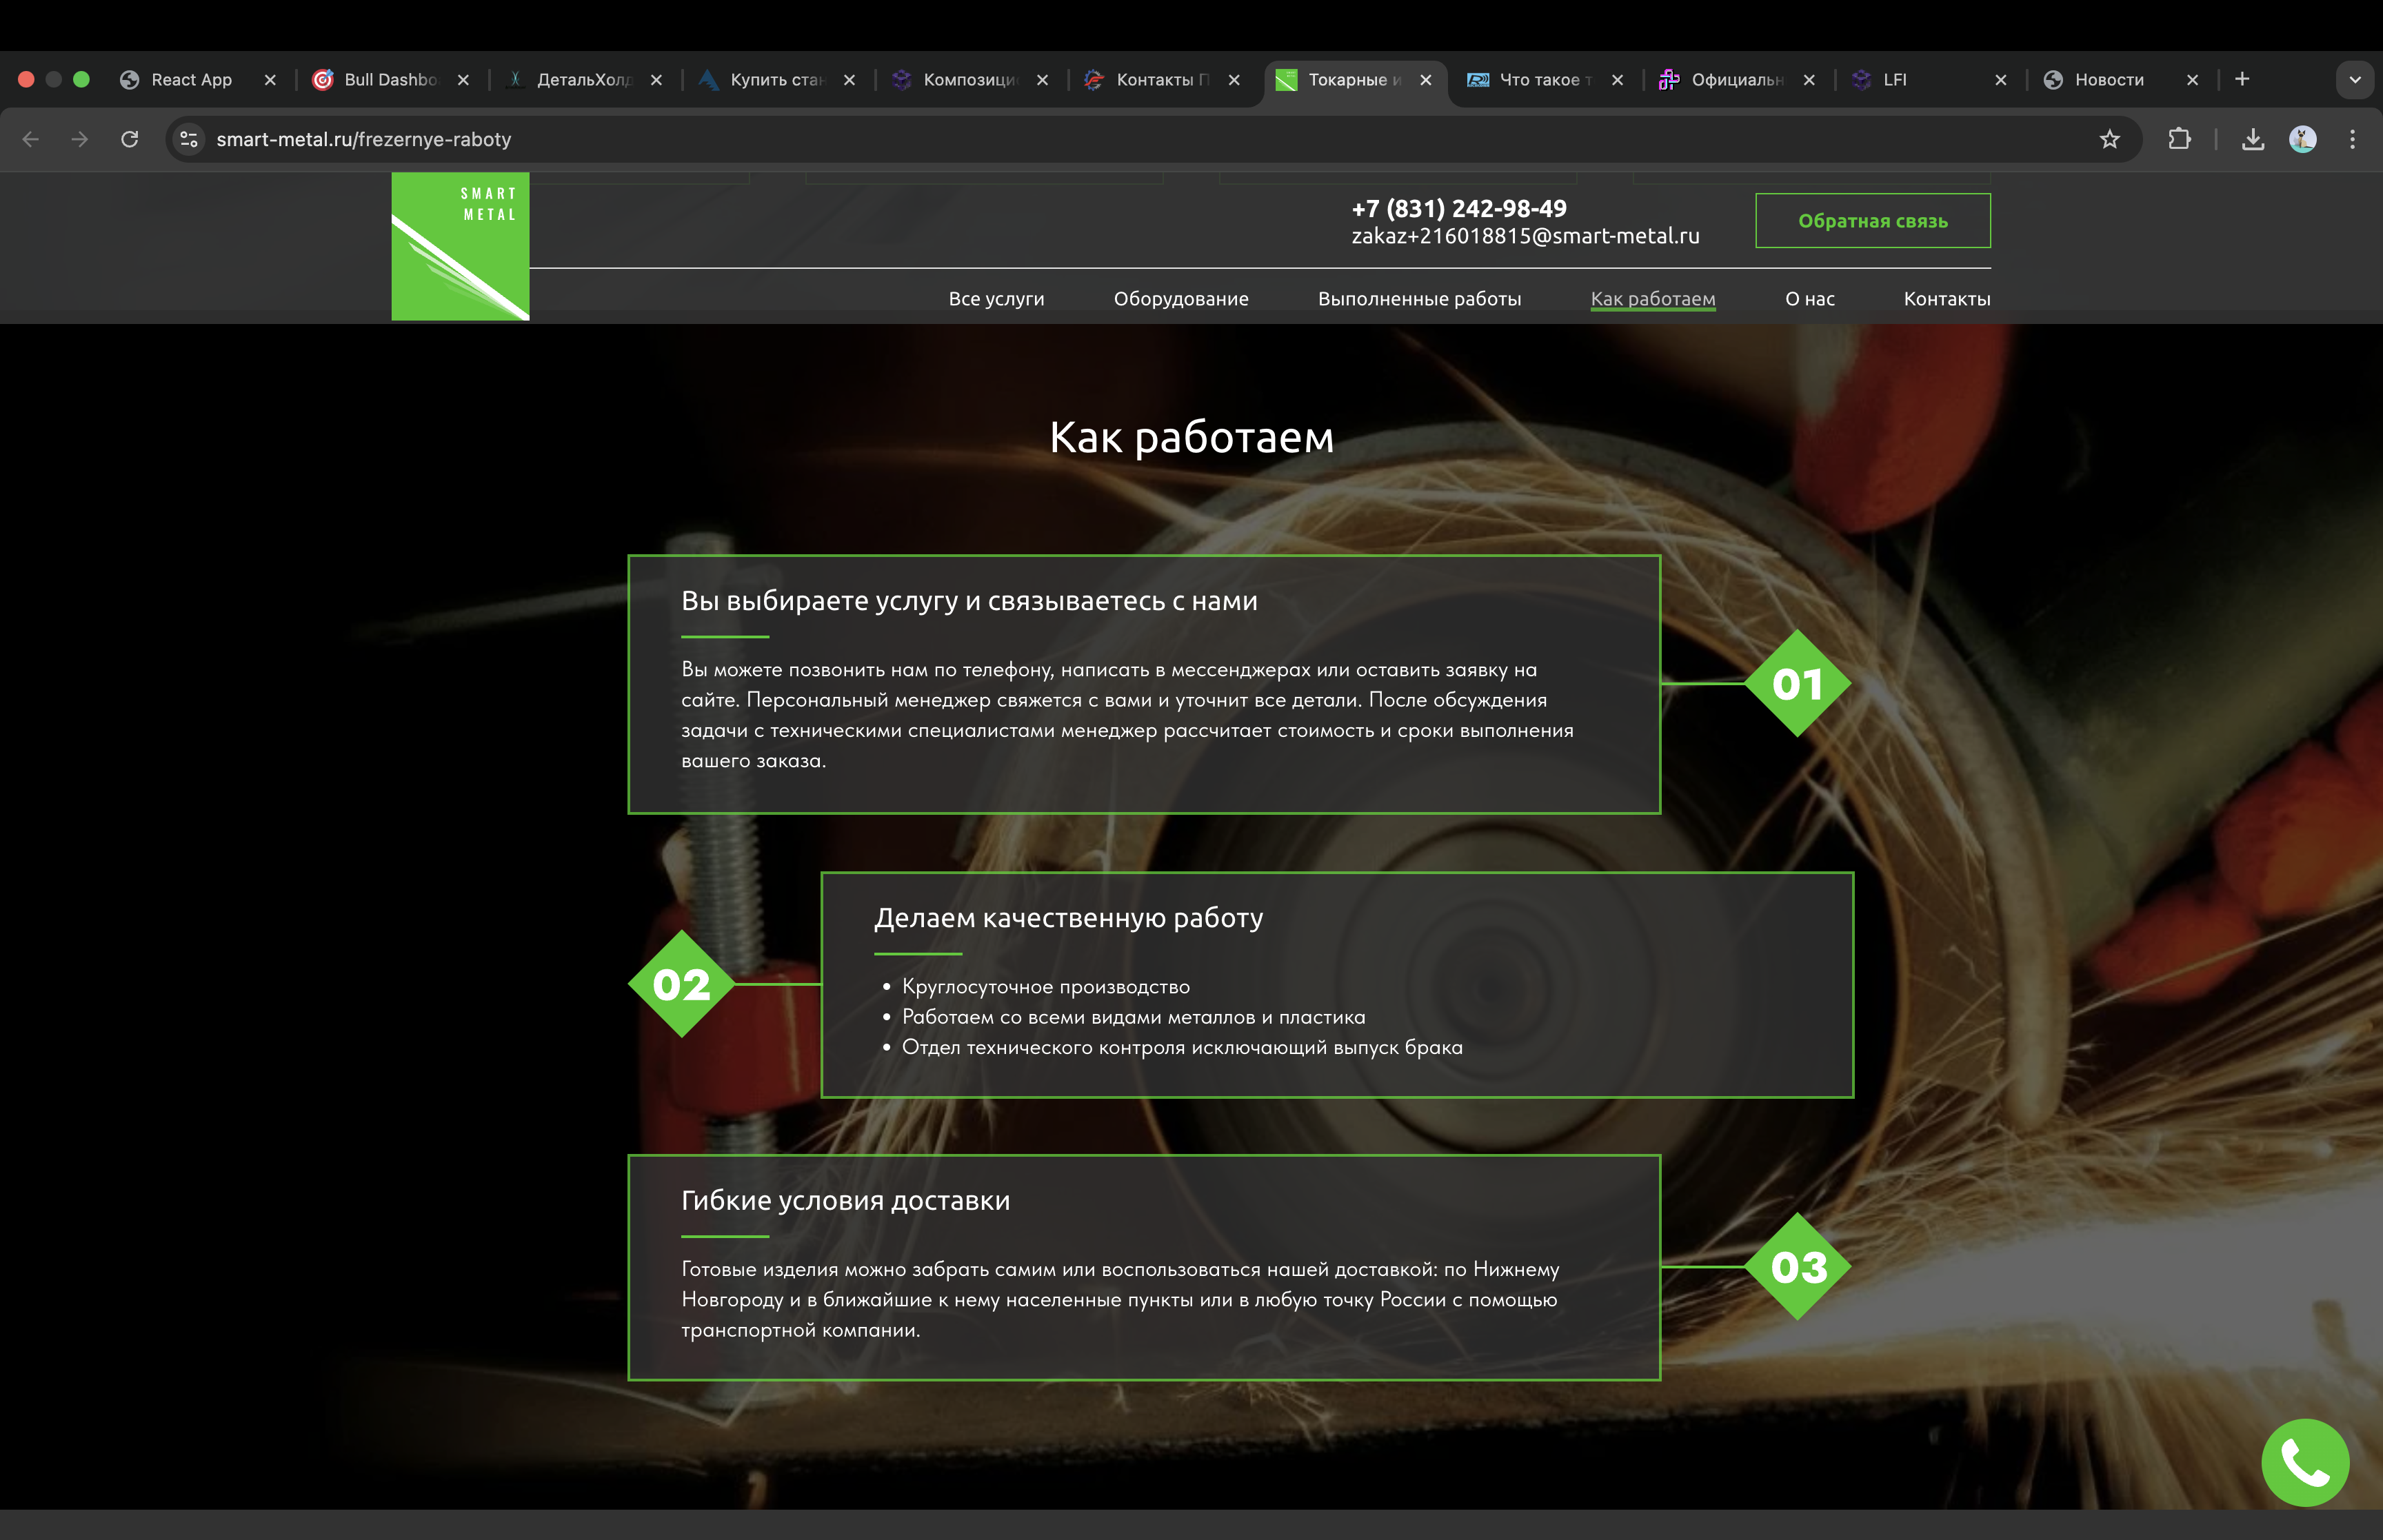 React App
Bull Dashbo
ДетальХолд
Купить стан
Композици
Контакты П
Токарные и
Что такое т
Официальн
LFI
Новости
smart-metal.ru/frezernye-raboty
SMART
METAL
+7 (831) 242-98-49
zakaz+216018815@smart-metal.ru
Обратная связь
Все услуги
Оборудование
Выполненные работы
Как работаем
О нас
Контакты
Как работаем
Вы выбираете услугу и связываетесь с нами
Вы можете позвонить нам по телефону, написать в мессенджерах или оставить заявку на
сайте. Персональный менеджер свяжется с вами и уточнит все детали. После обсуждения
задачи с техническими специалистами менеджер рассчитает стоимость и сроки выполнения
вашего заказа.
01
02
Делаем качественную работу
• Круглосуточное производство
• Работаем со всеми видами металлов и пластика
• Отдел технического контроля исключающий выпуск брака
Гибкие условия доставки
Готовые изделия можно забрать самим или воспользоваться нашей доставкой: по Нижнему
Новгороду и в ближайшие к нему населенные пункты или в любую точку России с помощью
транспортной компании.
03